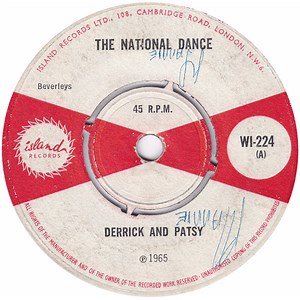 ISLAND RECORDS LTD., 108, CAMBRIDGE ROAD, LONDON, N.W.6.
THE NATIONAL DANCE
Beverleys
45 R.P.M.
island
RECORDS
WI-224
(A)
DERRICK AND PATSY
℗ 1965
ALL RIGHTS OF THE MANUFACTURER AND OF THE OWNER OF THE RECORDED WORK RESERVED. UNAUTHORISED COPYING OF THIS RECORD PROHIBITED